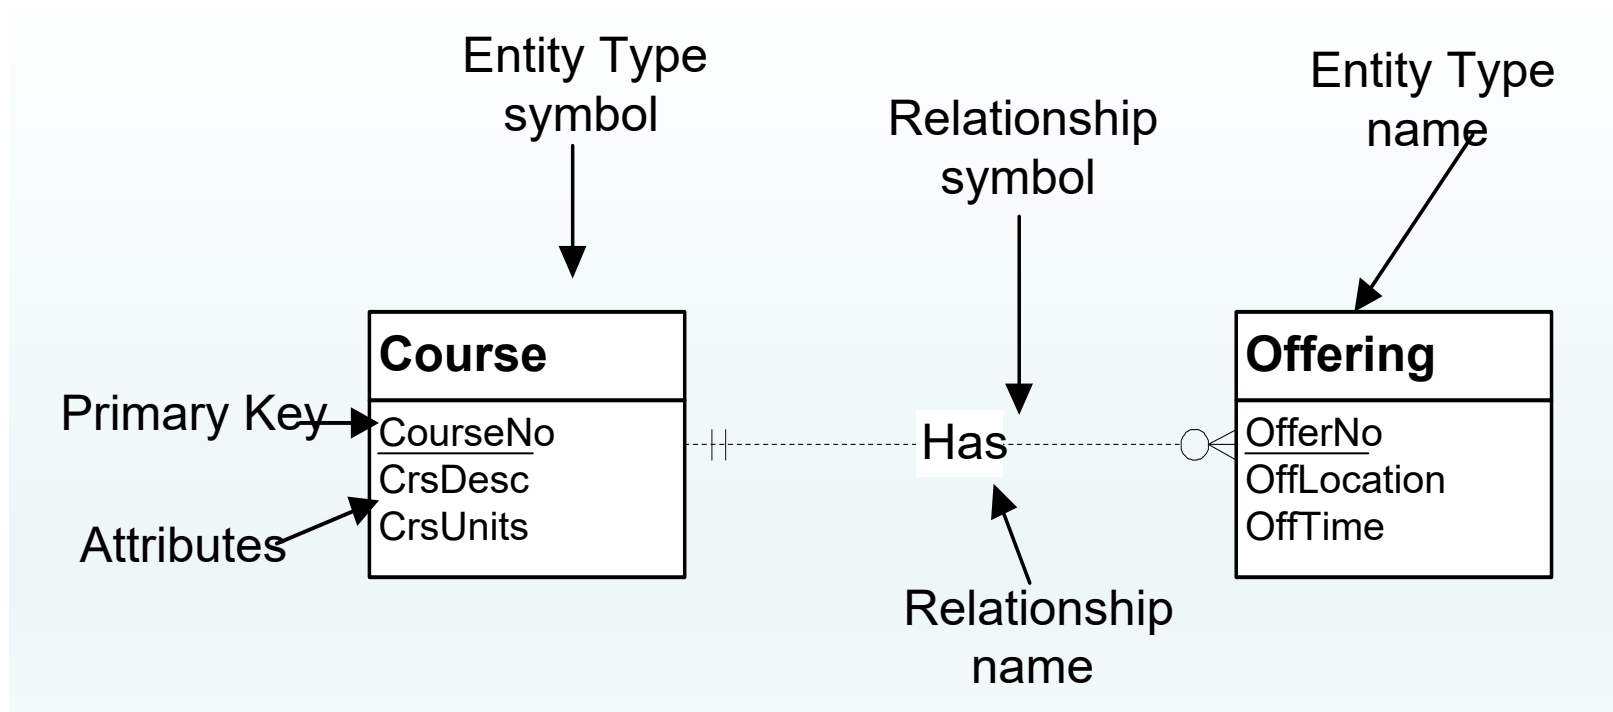 Entity Type
symbol
Relationship
symbol
Entity Type
name
Course
Offering
Primary Key
CourseNo
CrsDesc
CrsUnits
Attributes
Has
OfferNo
OffLocation
OffTime
Relationship
name